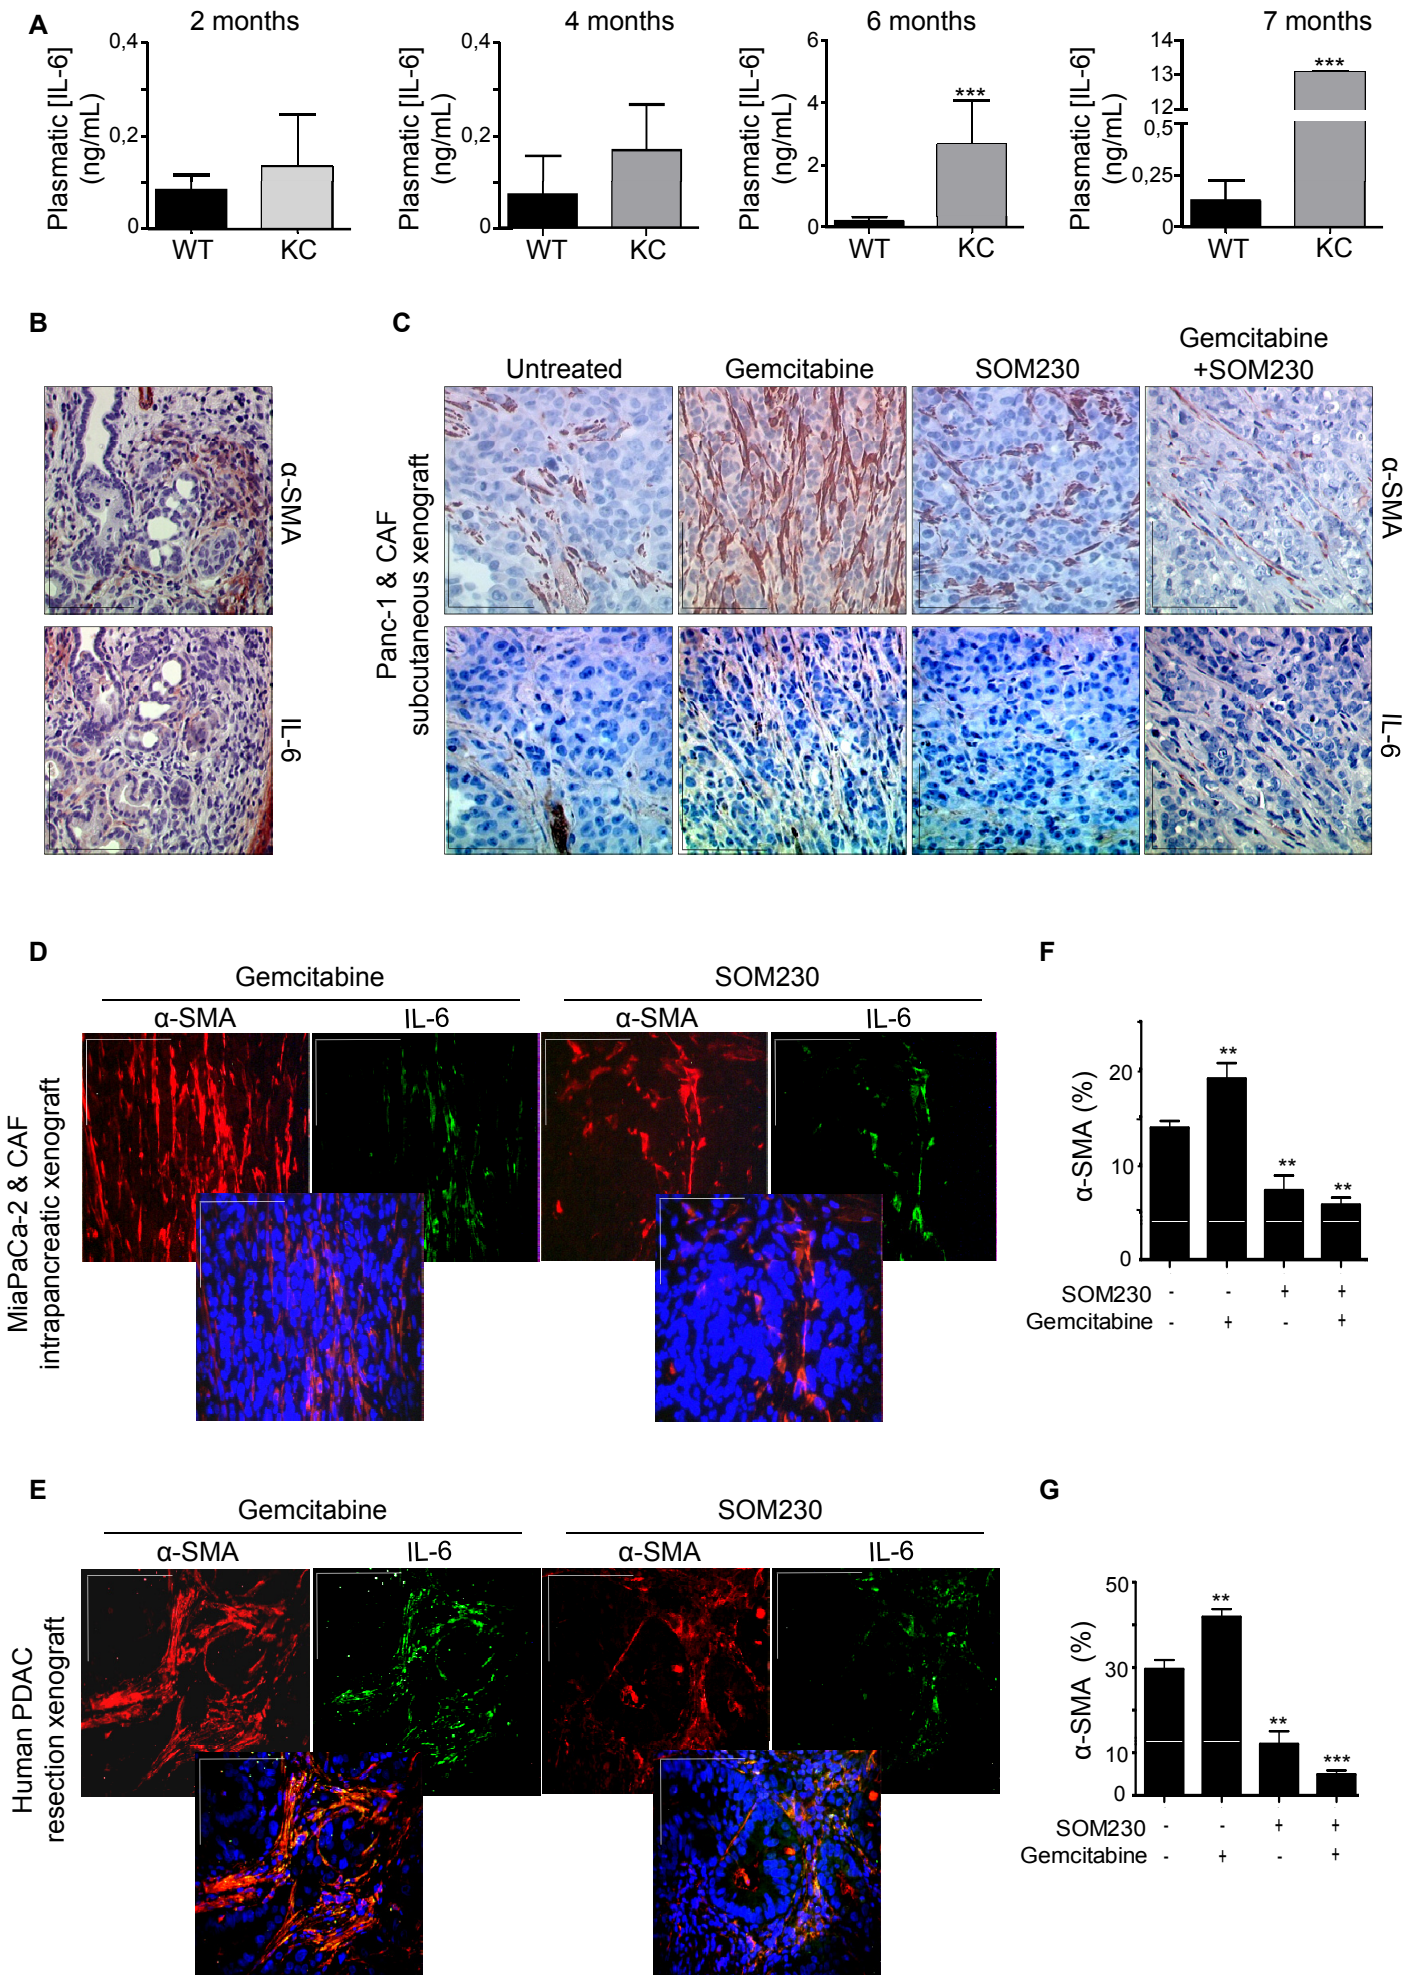 A
2 months
4 months
6 months
7 months
Plasmatic [IL-6]
(ng/mL)
0,4
0,2
0
WT
KC
Plasmatic [IL-6]
(ng/mL)
0,4
0,2
0
WT
KC
Plasmatic [IL-6]
(ng/mL)
6
4
2
0
***
WT
KC
Plasmatic [IL-6]
(ng/mL)
14
13
12
0,5
0,25
0
***
WT
KC
B
α-SMA
IL-6
C
Untreated
Gemcitabine
SOM230
Gemcitabine
+SOM230
Panc-1 & CAF
subcutaneous xenograft
α-SMA
IL-6
D
Gemcitabine
SOM230
α-SMA
IL-6
α-SMA
IL-6
MiaPaCa-2 & CAF
intrapancreatic xenograft
F
α-SMA (%)
20
10
0
**
**
**
SOM230 - - + +
Gemcitabine - + - +
E
Gemcitabine
SOM230
α-SMA
IL-6
α-SMA
IL-6
Human PDAC
resection xenograft
G
α-SMA (%)
50
30
10
0
**
**
***
SOM230 - - + +
Gemcitabine - + - +